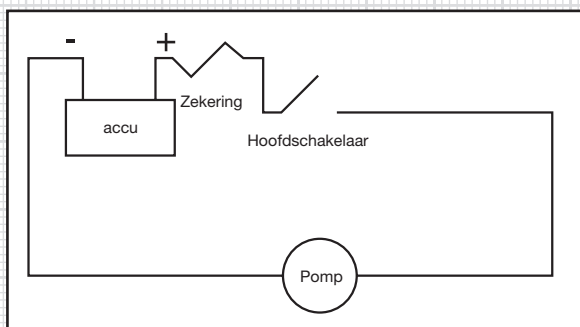 - +
Zekering
accu
Hoofdschakelaar
Pomp